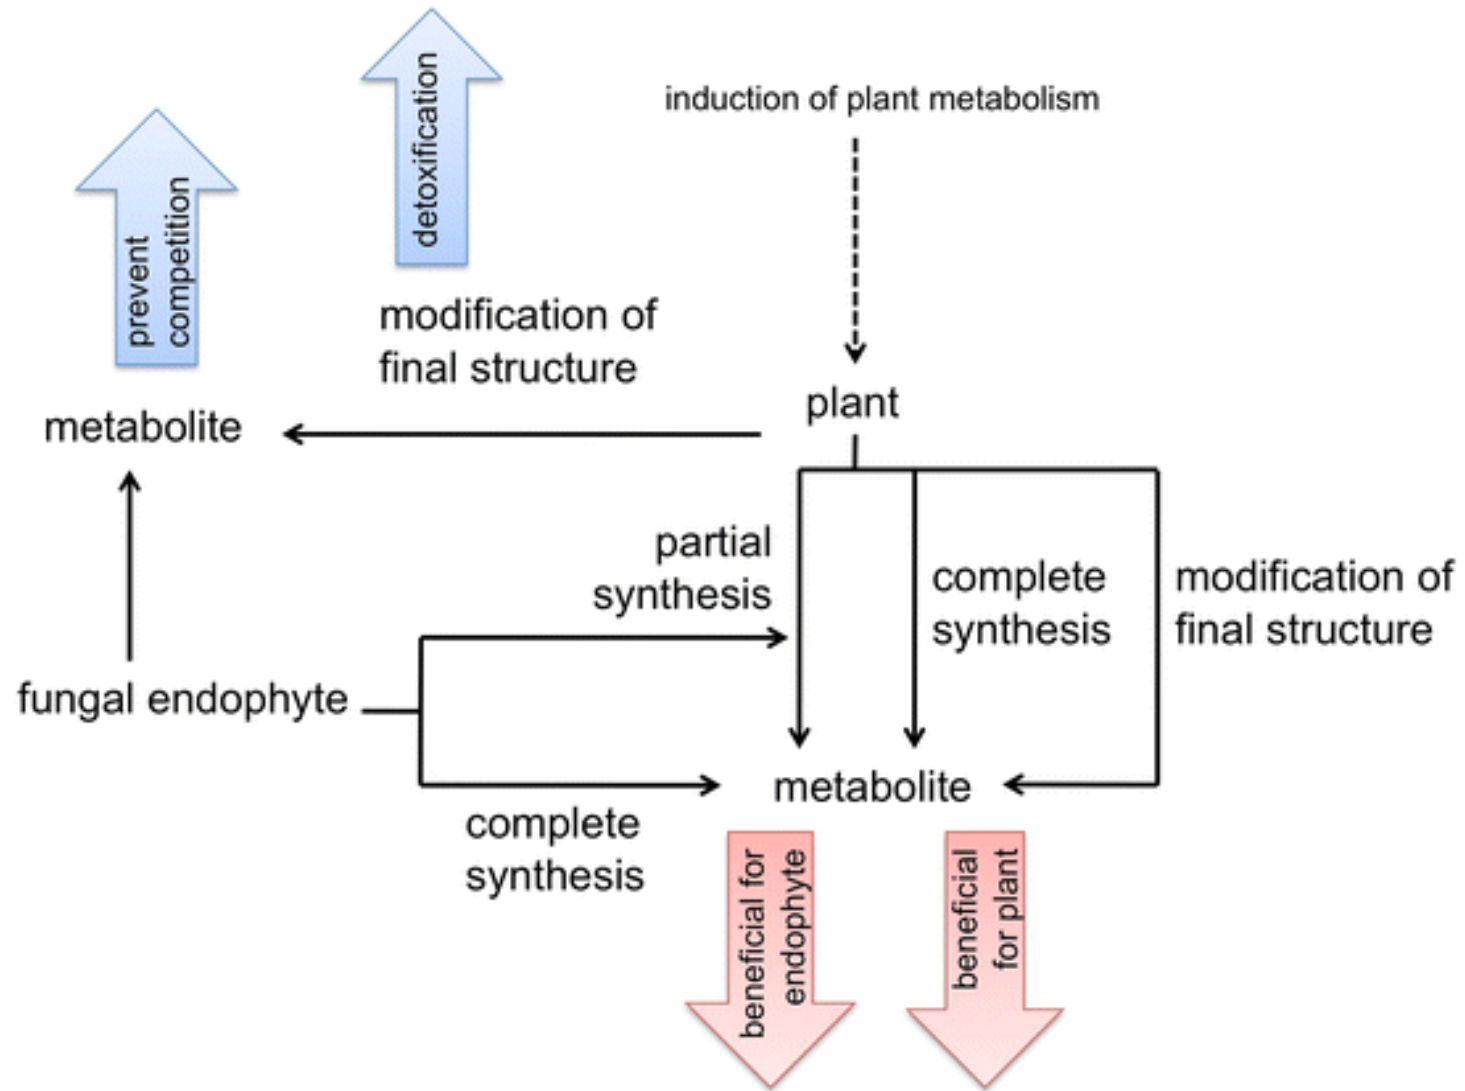 detoxification
induction of plant metabolism
prevent
competition
modification of
final structure
plant
metabolite
partial
synthesis
complete
synthesis
modification of
final structure
fungal endophyte
metabolite
complete
synthesis
beneficial for
endophyte
beneficial
for plant